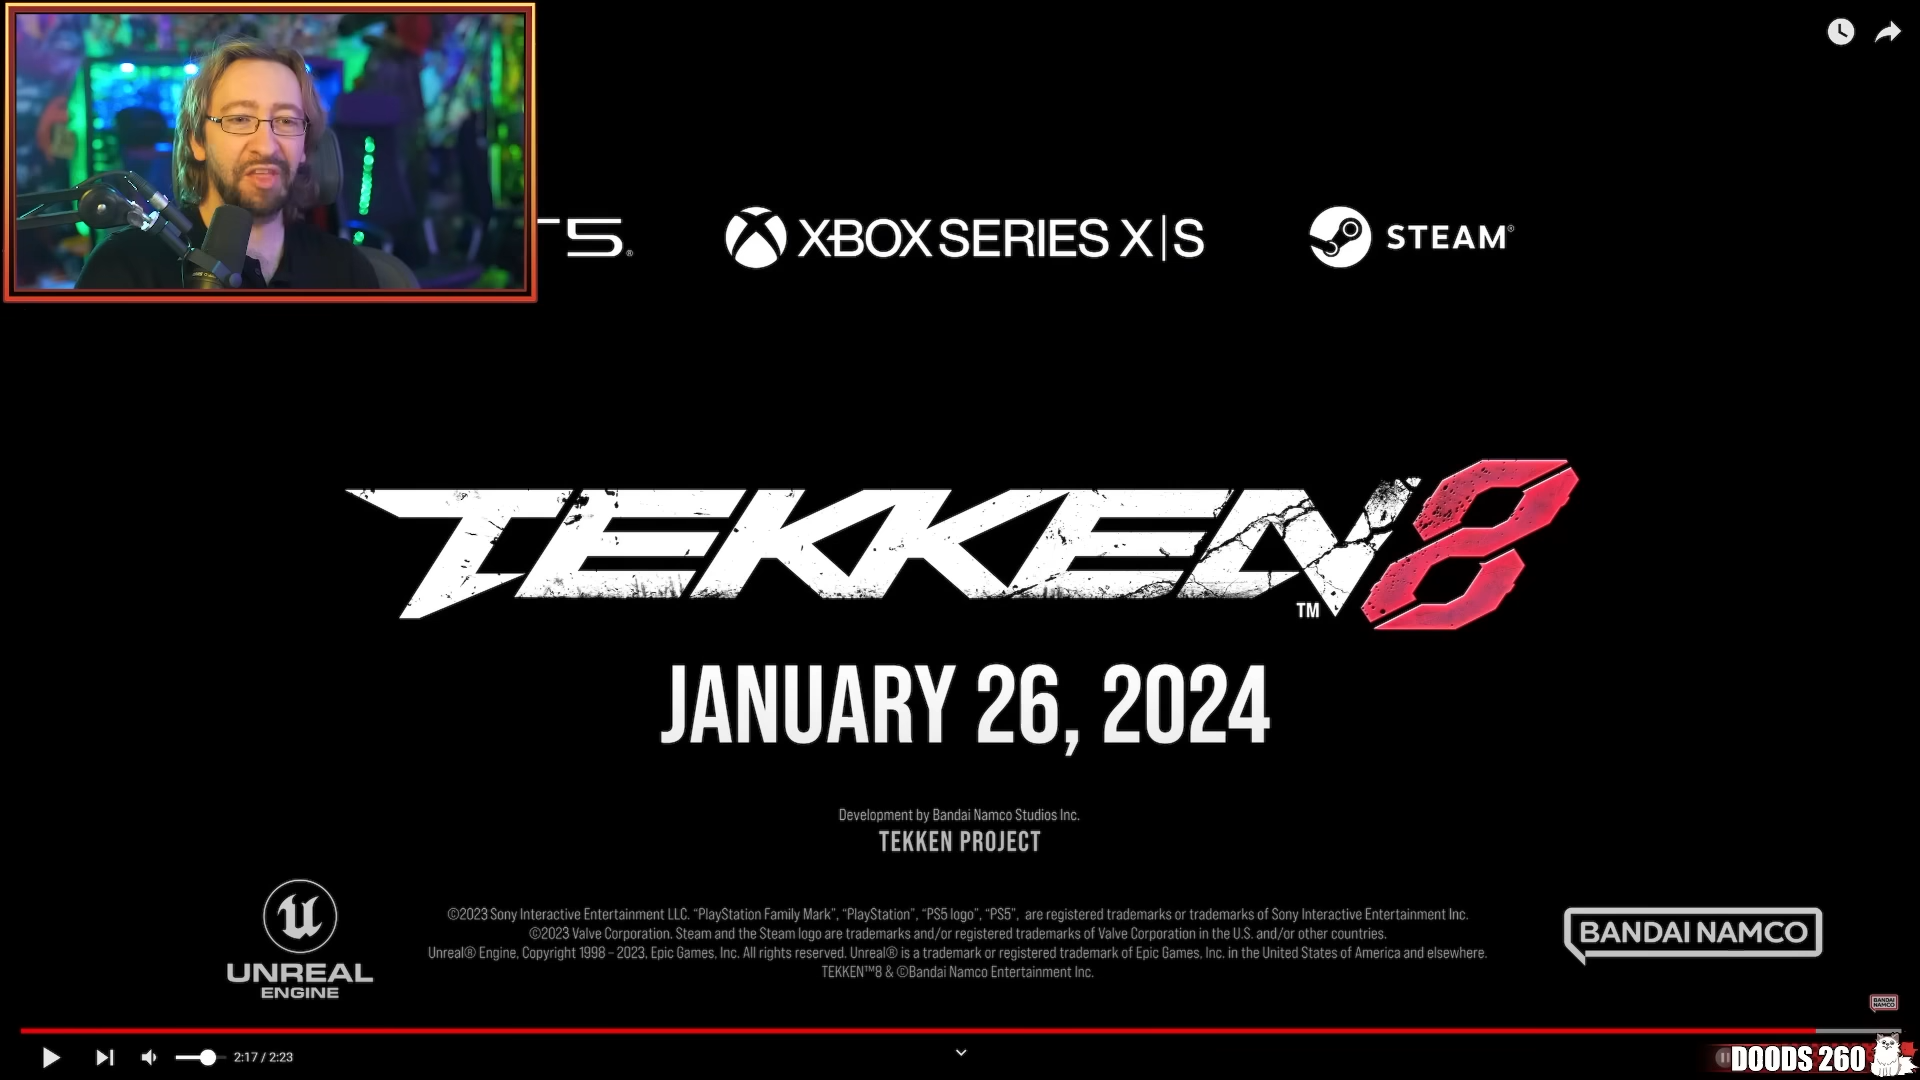 5
XBOX SERIES X|S
STEAM®
TEKKEN 8
TM
JANUARY 26, 2024
Development by Bandai Namco Studios Inc.
TEKKEN PROJECT
UNREAL
ENGINE
©2023 Sony Interactive Entertainment LLC. “PlayStation Family Mark”, “PlayStation”, “PS5 logo”, “PS5”, are registered trademarks or trademarks of Sony Interactive Entertainment Inc.
©2023 Valve Corporation. Steam and the Steam logo are trademarks and/or registered trademarks of Valve Corporation in the U.S. and/or other countries.
Unreal® Engine, Copyright 1998 – 2023, Epic Games, Inc. All rights reserved. Unreal® is a trademark or registered trademark of Epic Games, Inc. in the United States of America and elsewhere.
TEKKEN™8 & ©Bandai Namco Entertainment Inc.
BANDAI NAMCO
BANDAI
NAMCO
2:17 / 2:23
DOODS 260